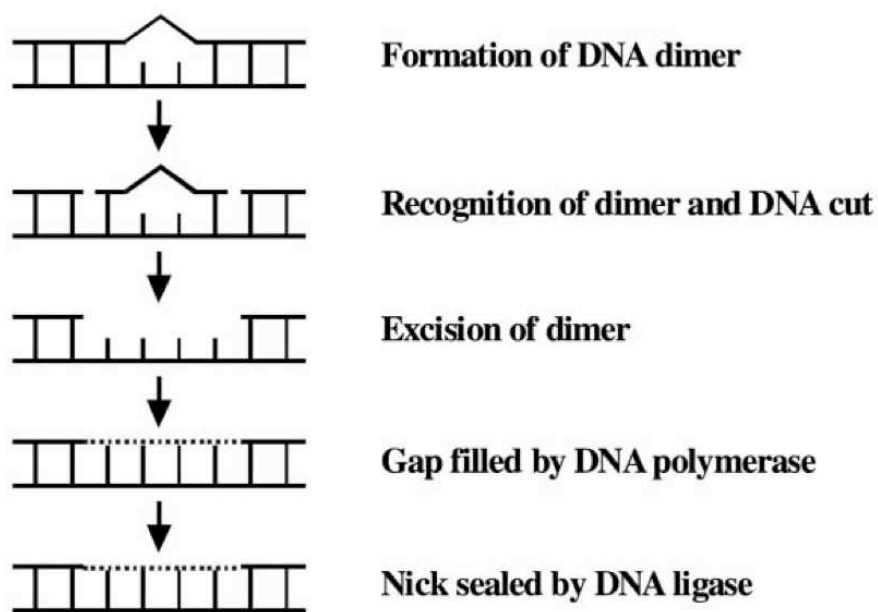 Formation of DNA dimer
Recognition of dimer and DNA cut
Excision of dimer
Gap filled by DNA polymerase
Nick sealed by DNA ligase